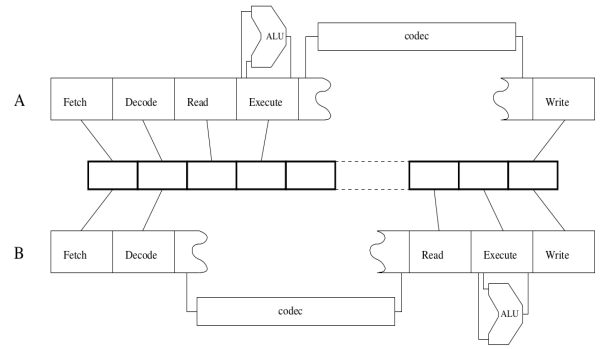 ALU
codec
A
Fetch
Decode
Read
Execute
Write
B
Fetch
Decode
Read
Execute
Write
codec
ALU